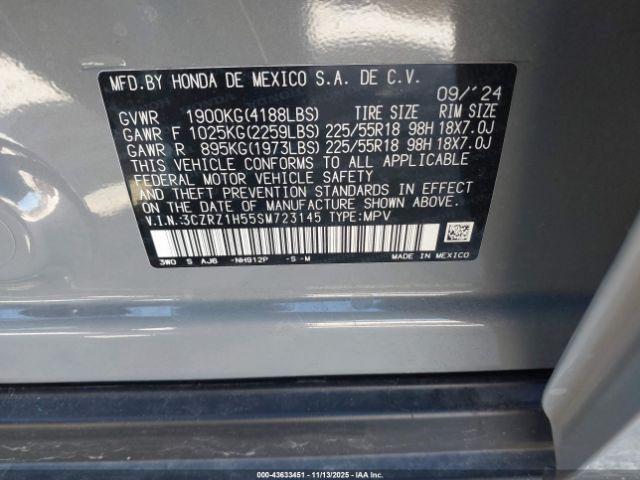 MFD.BY HONDA DE MEXICO S.A. DE C.V.
09/'24
GVWR 1900KG(4188LBS) TIRE SIZE RIM SIZE
GAWR F 1025KG(2259LBS) 225/55R18 98H 18X7.0J
GAWR R 895KG(1973LBS) 225/55R18 98H 18X7.0J
THIS VEHICLE CONFORMS TO ALL APPLICABLE
FEDERAL MOTOR VEHICLE SAFETY
AND THEFT PREVENTION STANDARDS IN EFFECT
ON THE DATE OF MANUFACTURE SHOWN ABOVE.
V.I.N.:3CZRZ1H55SM723145 TYPE:MPV
3W0 S AJ6 -NH912P -S-M MADE IN MEXICO
000-43633451 11/13/2025 IAAI.COM